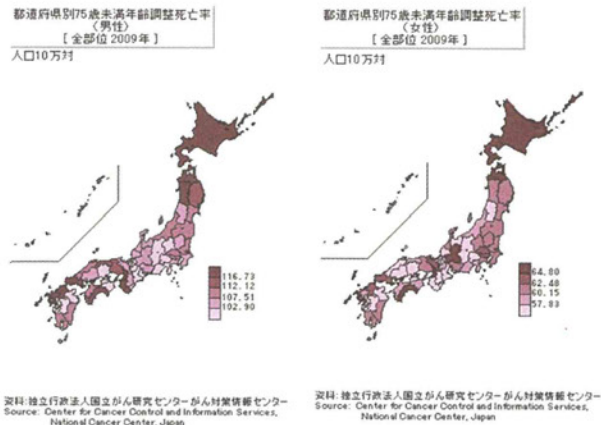 都道府県別75歳未満年齢調整死亡率
〈男性〉
[ 全部位 2009年 ]
人口10万対
116.73
112.12
107.51
102.90
資料:独立行政法人国立がん研究センターがん対策情報センター
Source: Center for Cancer Control and Information Services,
National Cancer Center, Japan
都道府県別75歳未満年齢調整死亡率
〈女性〉
[ 全部位 2009年 ]
人口10万対
64.80
62.48
60.15
57.83
資料:独立行政法人国立がん研究センターがん対策情報センター
Source: Center for Cancer Control and Information Services,
National Cancer Center, Japan